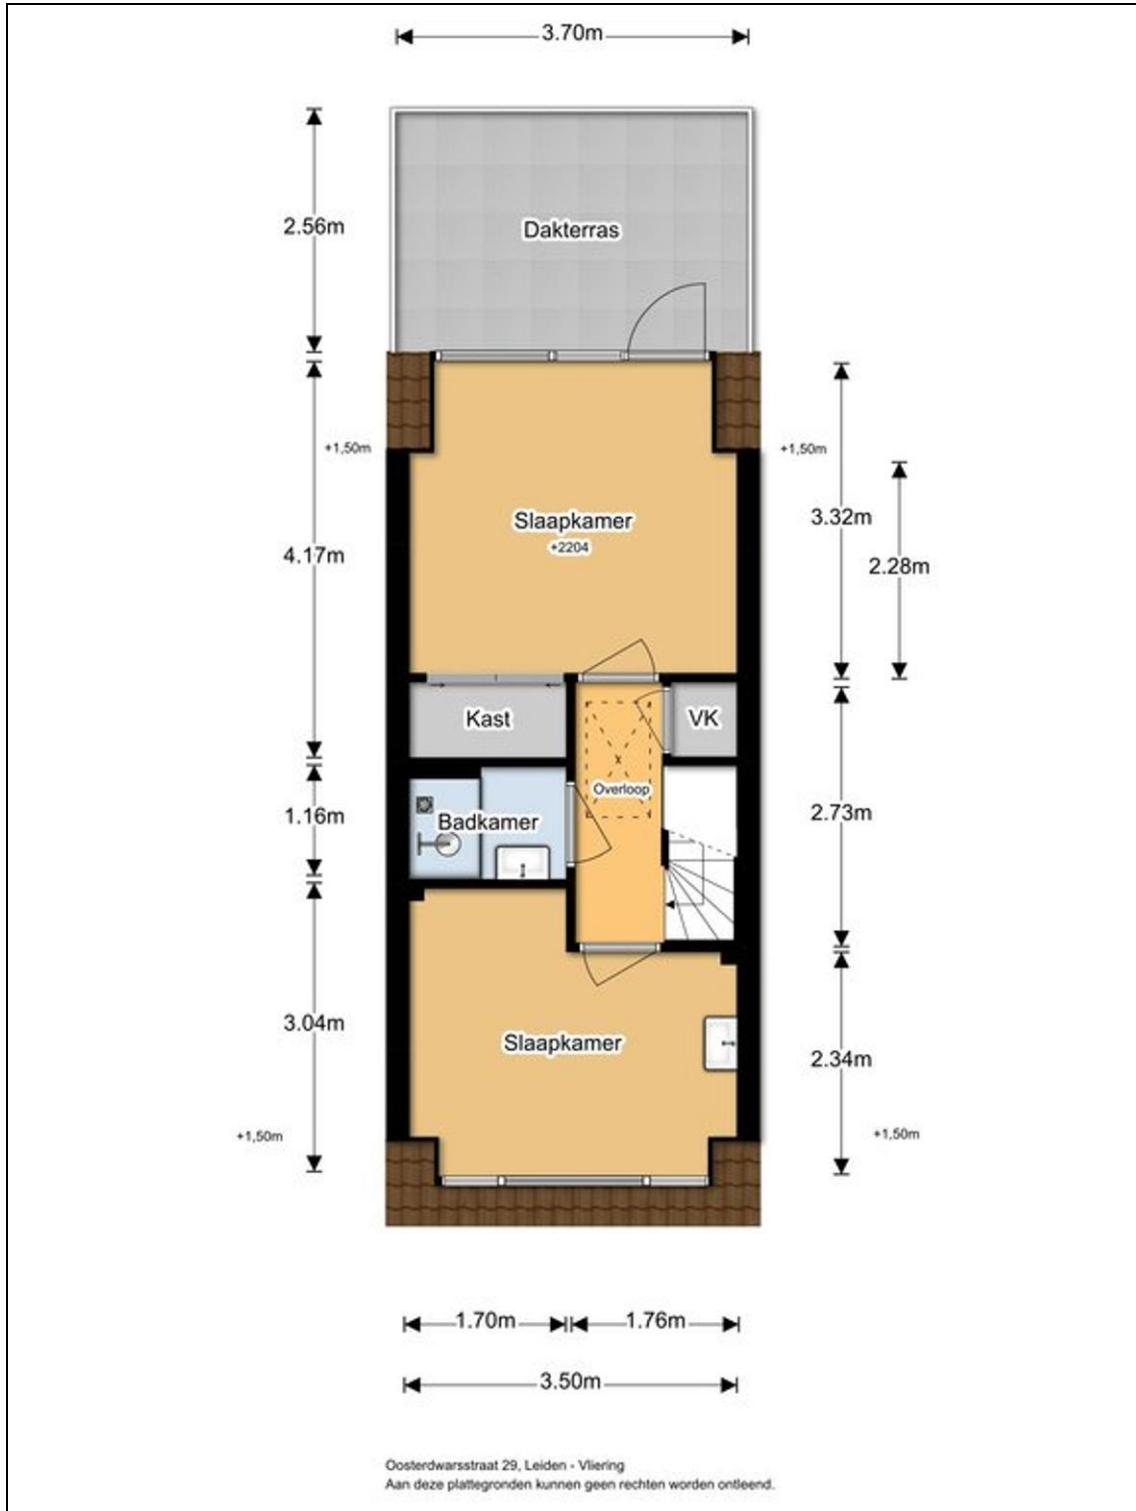 3.70m
2.56m
Dakterras
+1,50m
+1,50m
Slaapkamer
+2204
3.32m
4.17m
2.28m
Kast
VK
Overloop
1.16m
Badkamer
2.73m
3.04m
Slaapkamer
2.34m
+1,50m
+1,50m
1.70m
1.76m
3.50m
Oosterdwarsstraat 29, Leiden - Vliering
Aan deze plattegronden kunnen geen rechten worden ontleend.